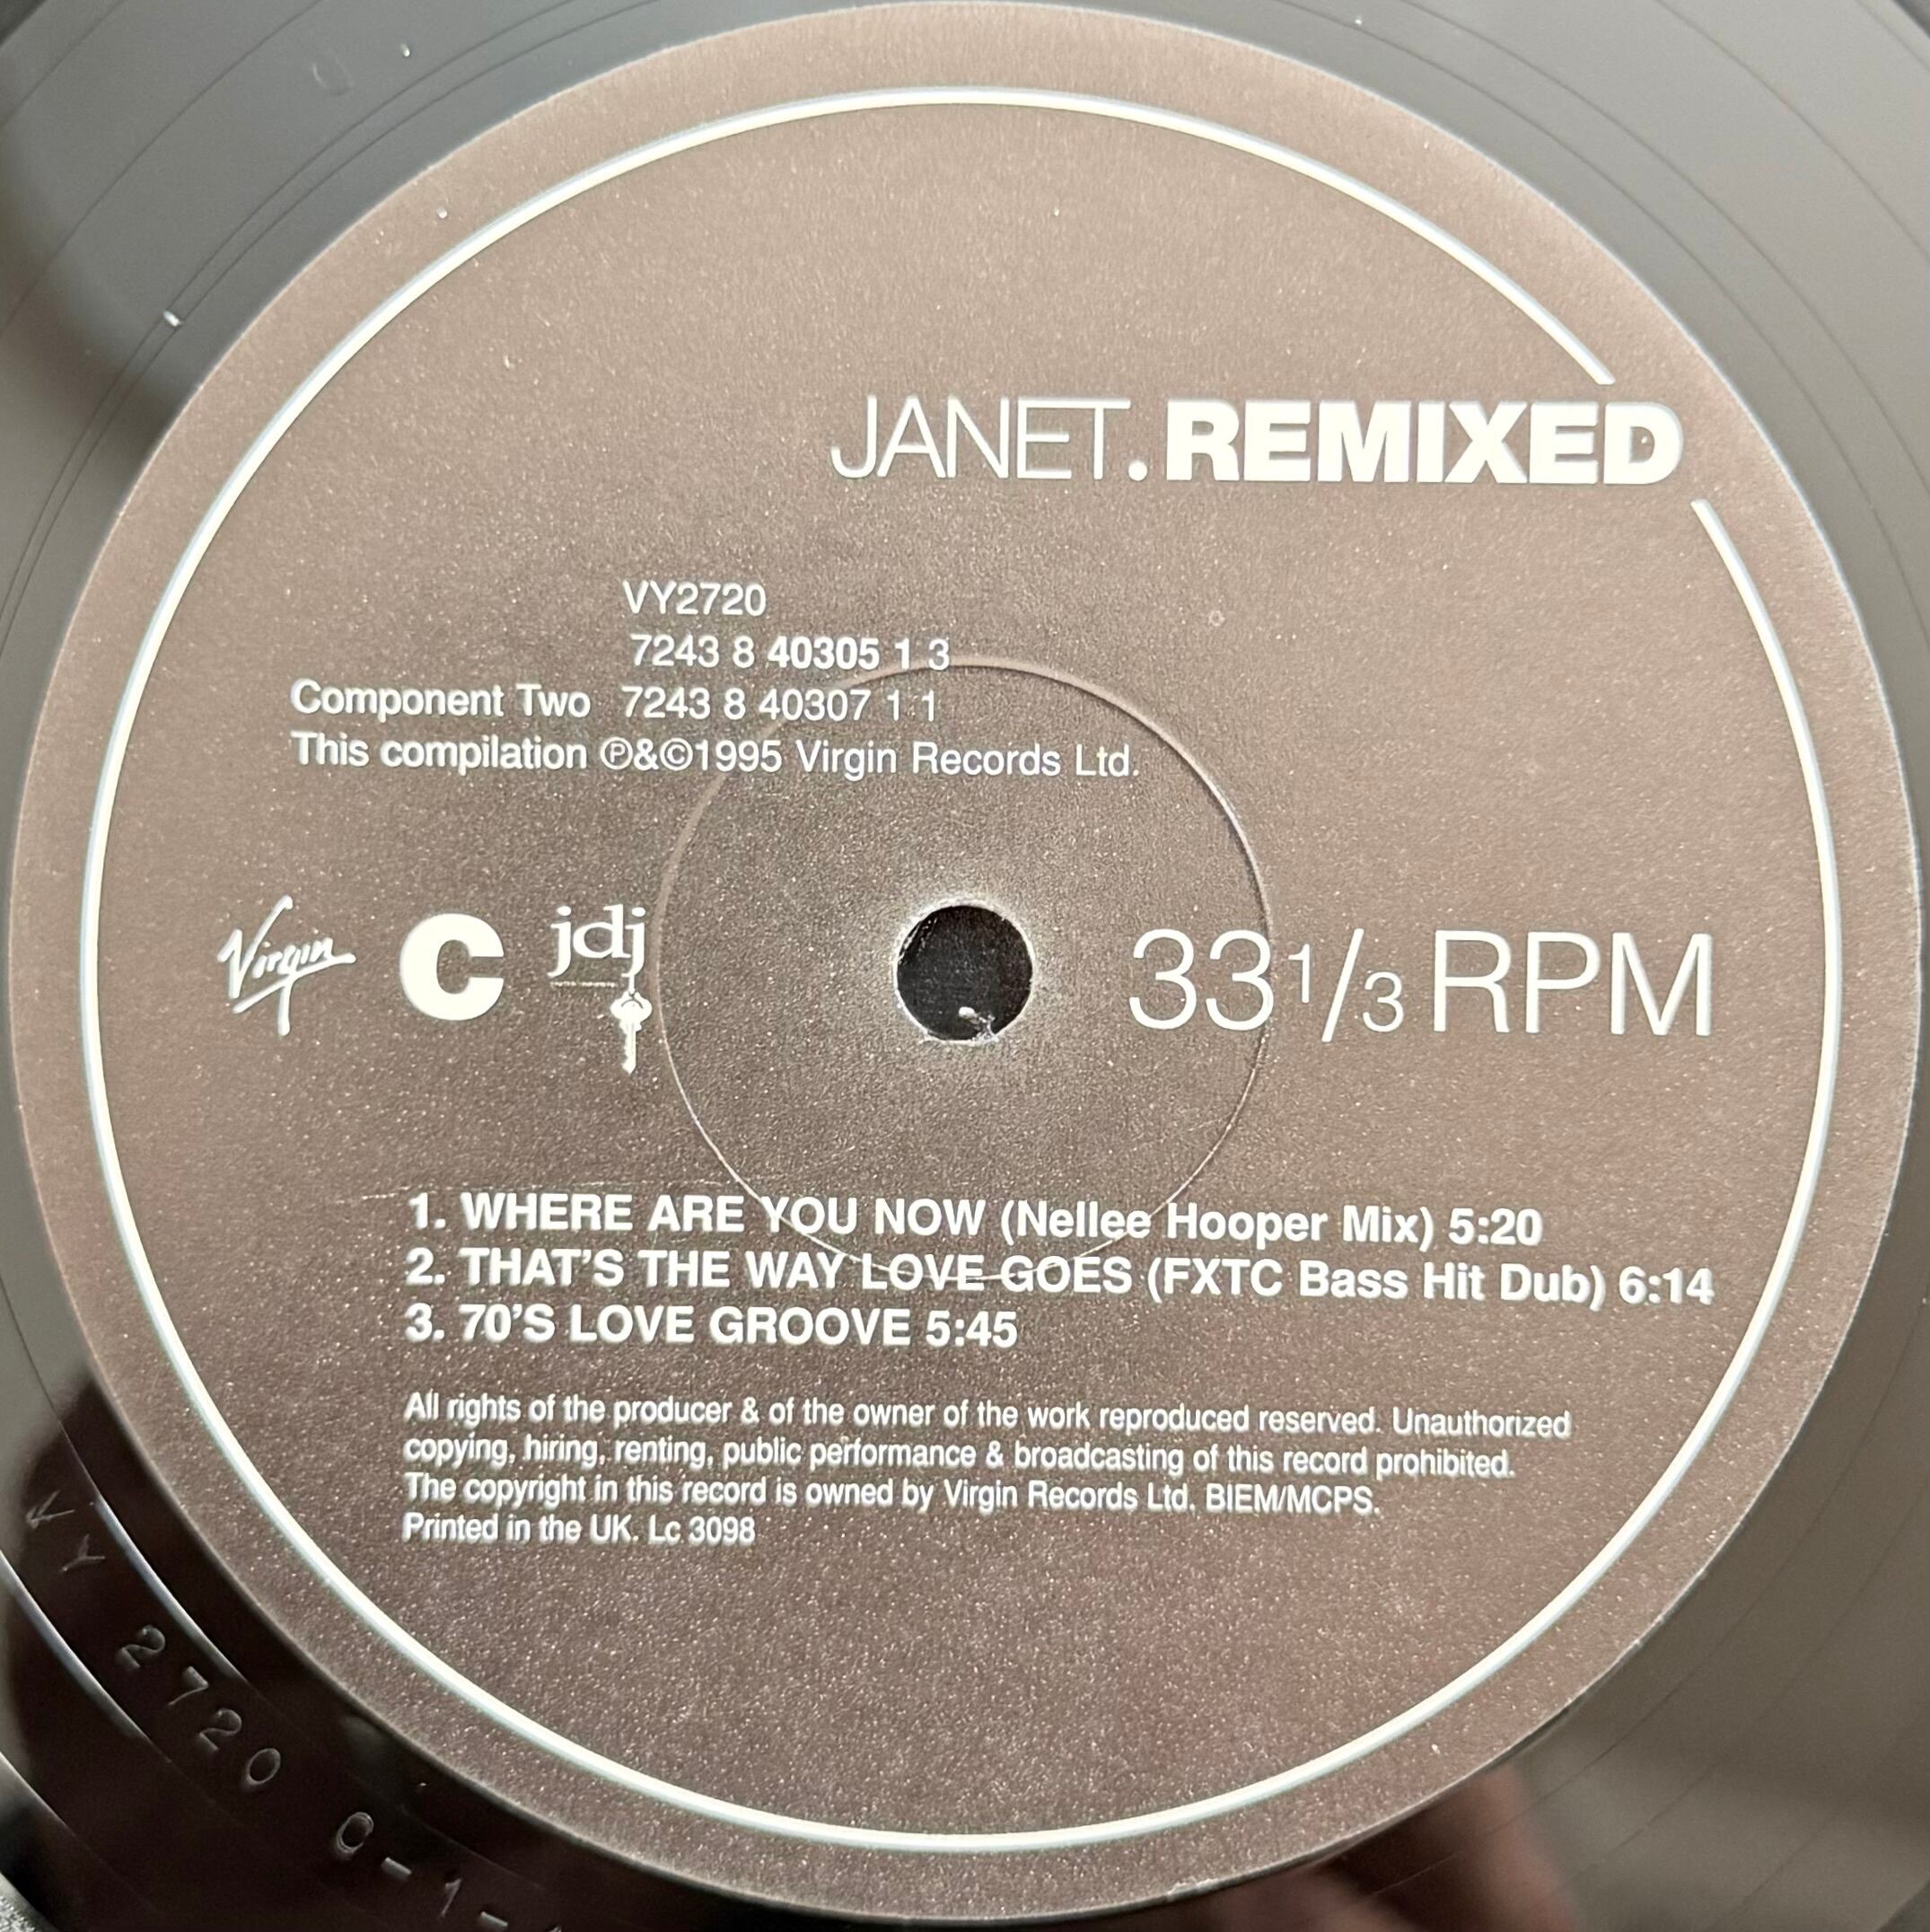 JANET.REMIXED
VY2720
7243 8 40305 1 3
Component Two 7243 8 40307 1 1
This compilation ℗&©1995 Virgin Records Ltd.
Virgin C jdj 33 1/3 RPM
1. WHERE ARE YOU NOW (Nellee Hooper Mix) 5:20
2. THAT'S THE WAY LOVE GOES (FXTC Bass Hit Dub) 6:14
3. 70'S LOVE GROOVE 5:45
All rights of the producer & of the owner of the work reproduced reserved. Unauthorized
copying, hiring, renting, public performance & broadcasting of this record prohibited.
The copyright in this record is owned by Virgin Records Ltd. BIEM/MCPS.
Printed in the UK. Lc 3098
VY 2720 C-1-